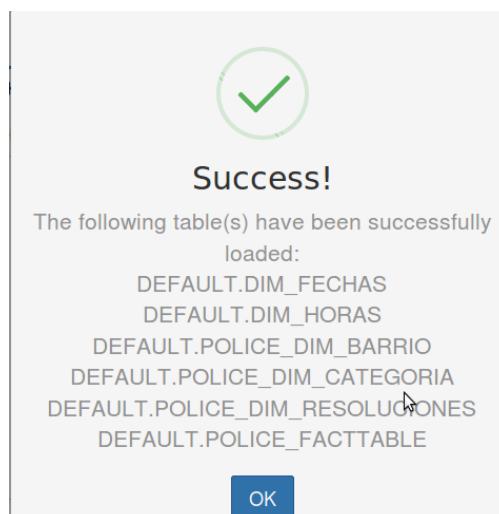 Success!
The following table(s) have been successfully
loaded:
DEFAULT.DIM_FECHAS
DEFAULT.DIM_HORAS
DEFAULT.POLICE_DIM_BARRIO
DEFAULT.POLICE_DIM_CATEGORIA
DEFAULT.POLICE_DIM_RESOLUCIONES
DEFAULT.POLICE_FACTTABLE
OK